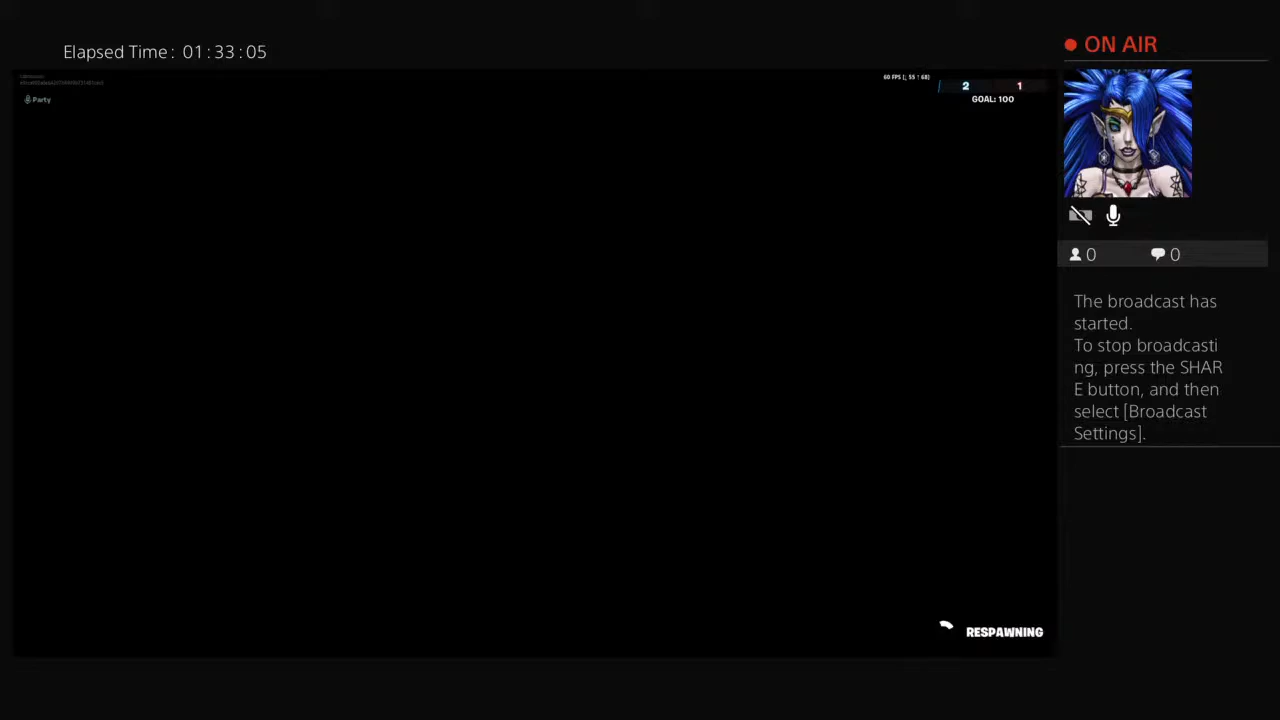 Elapsed Time: 01:33:05
ON AIR
Party
2 1
GOAL: 100
0 0
The broadcast has
started.
To stop broadcasti
ng, press the SHAR
E button, and then
select [Broadcast
Settings].
RESPAWNING